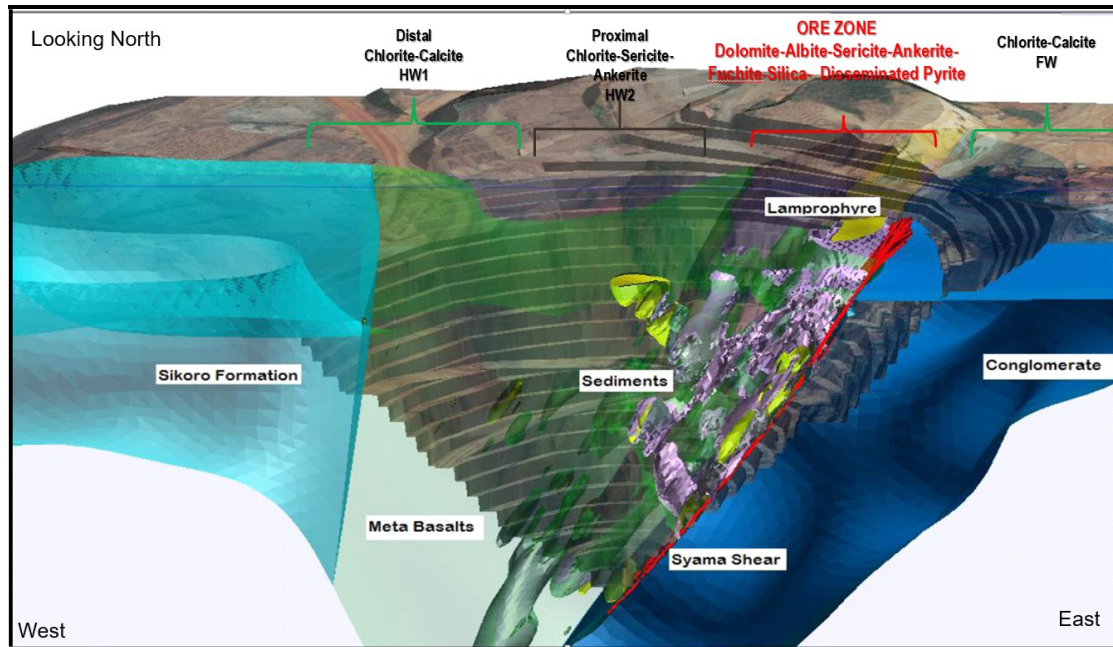 Looking North
Distal
Chlorite-Calcite
HW1
Proximal
Chlorite-Sericite-
Ankerite
HW2
ORE ZONE
Dolomite-Albite-Sericite-Ankerite-
Fuchite-Silica- Disseminated Pyrite
Chlorite-Calcite
FW
Lamprophyre
Sikoro Formation
Sediments
Conglomerate
Meta Basalts
Syama Shear
West
East